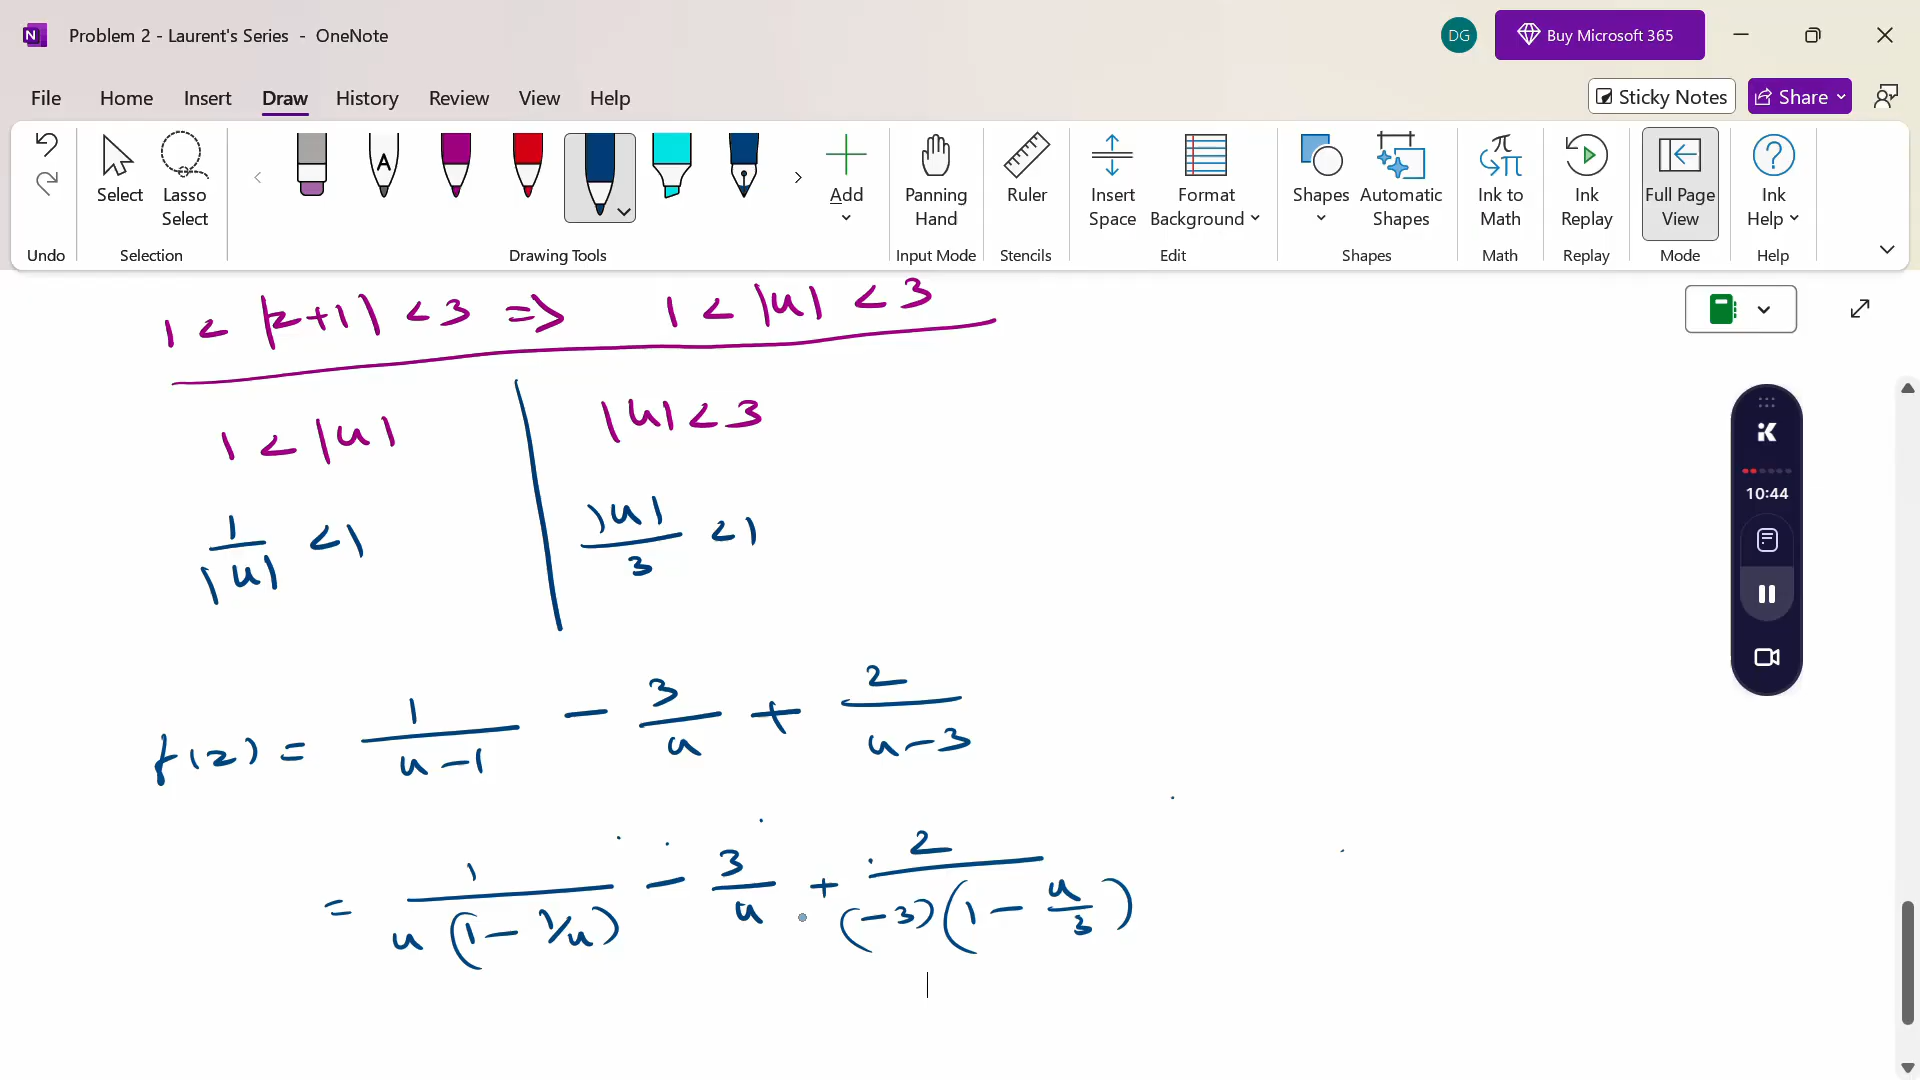 Problem 2 - Laurent's Series - OneNote
DG
Buy Microsoft 365
File Home Insert Draw History Review View Help
Sticky Notes
Share
A
Select
Lasso Select
Add
Panning Hand
Ruler
Insert Space
Format Background
Shapes
Automatic Shapes
Ink to Math
Ink Replay
Full Page View
Ink Help
Undo
Selection
Drawing Tools
Input Mode
Stencils
Edit
Shapes
Math
Replay
Mode
Help
1 < |z+1| < 3 => 1 < |u| < 3
1 < |u|
|u| < 3
1/|u| < 1
|u|/3 < 1
f(z) = 1/(u-1) - 3/u + 2/(u-3)
= 1/(u(1 - 1/u)) - 3/u + 2/((-3)(1 - u/3))
10:44